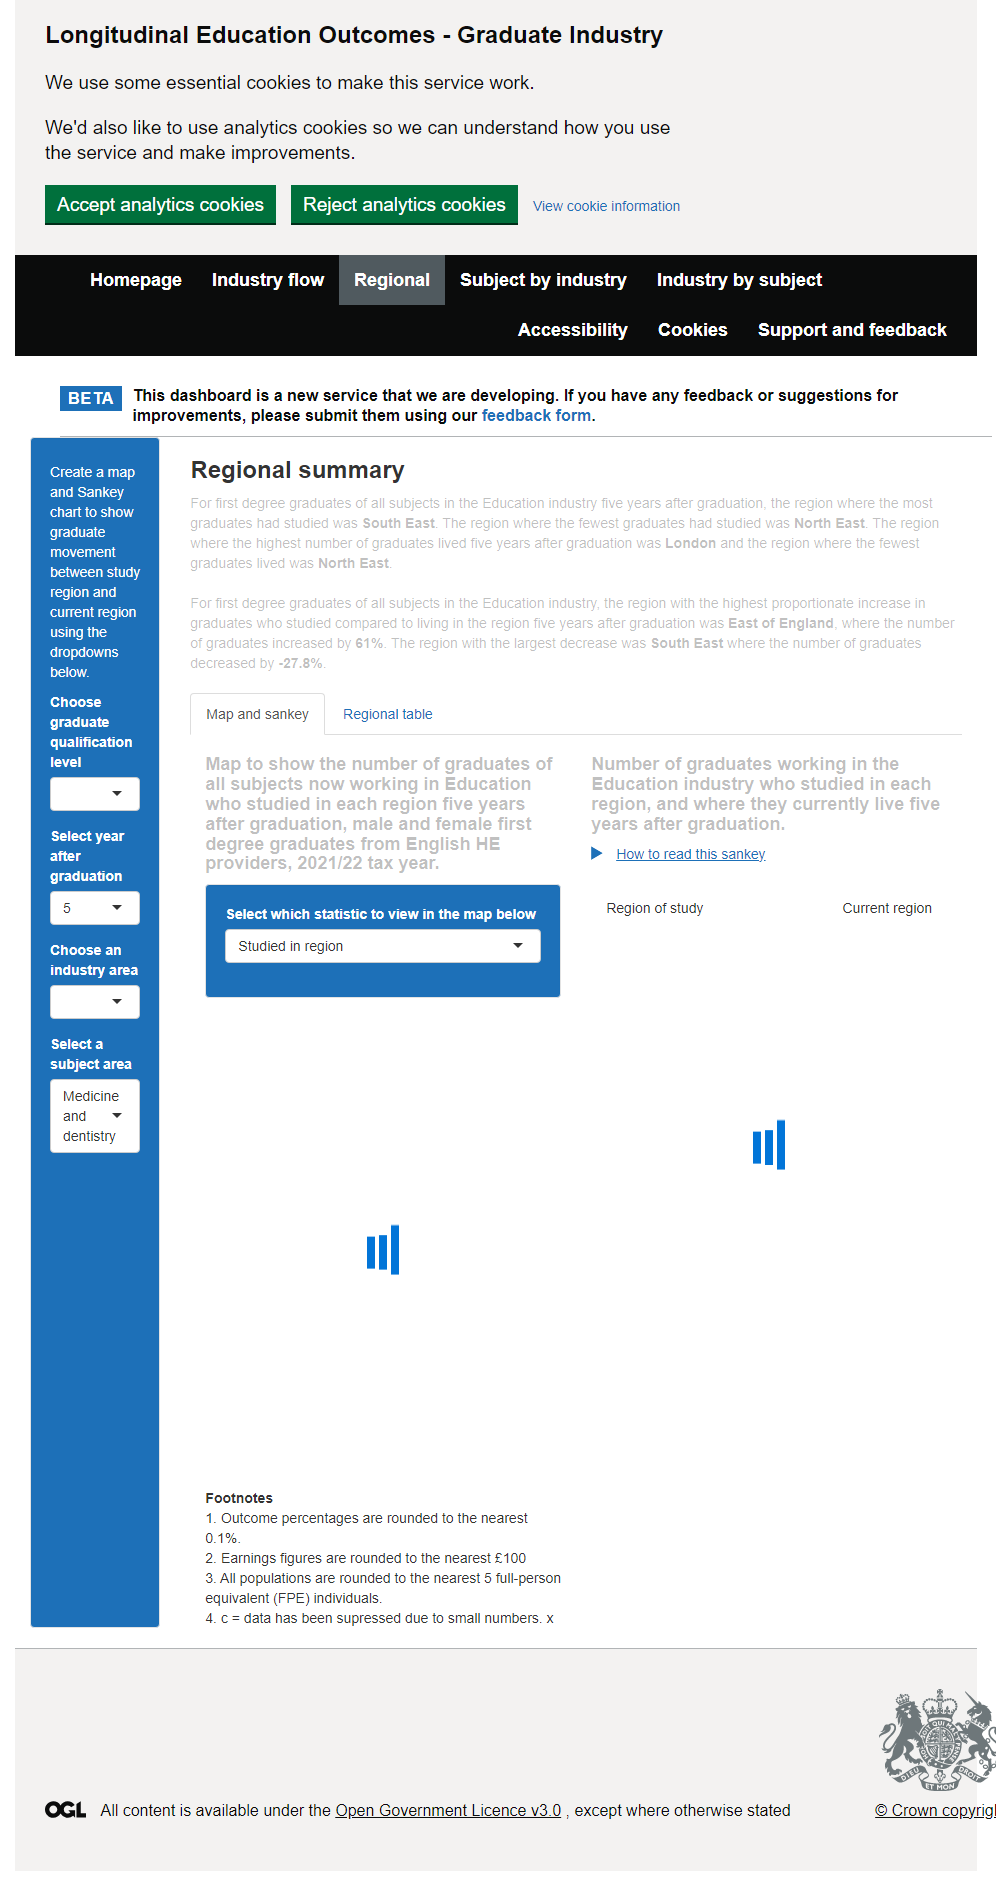 Longitudinal Education Outcomes - Graduate Industry
We use some essential cookies to make this service work.
We'd also like to use analytics cookies so we can understand how you use
the service and make improvements.
Accept analytics cookies Reject analytics cookies View cookie information
Homepage Industry flow Regional Subject by industry Industry by subject
Accessibility Cookies Support and feedback
BETA This dashboard is a new service that we are developing. If you have any feedback or suggestions for
improvements, please submit them using our feedback form.
Create a map
and Sankey
chart to show
graduate
movement
between study
region and
current region
using the
dropdowns
below.
Choose
graduate
qualification
level
Select year
after
graduation
5
Choose an
industry area
Select a
subject area
Medicine
and
dentistry
Regional summary
For first degree graduates of all subjects in the Education industry five years after graduation, the region where the most
graduates had studied was South East. The region where the fewest graduates had studied was North East. The region
where the highest number of graduates lived five years after graduation was London and the region where the fewest
graduates lived was North East.
For first degree graduates of all subjects in the Education industry, the region with the highest proportionate increase in
graduates who studied compared to living in the region five years after graduation was East of England, where the number
of graduates increased by 61%. The region with the largest decrease was South East where the number of graduates
decreased by -27.8%.
Map and sankey Regional table
Map to show the number of graduates of
all subjects now working in Education
who studied in each region five years
after graduation, male and female first
degree graduates from English HE
providers, 2021/22 tax year.
Select which statistic to view in the map below
Studied in region
Number of graduates working in the
Education industry who studied in each
region, and where they currently live five
years after graduation.
How to read this sankey
Region of study Current region
Footnotes
1. Outcome percentages are rounded to the nearest
0.1%.
2. Earnings figures are rounded to the nearest £100
3. All populations are rounded to the nearest 5 full-person
equivalent (FPE) individuals.
4. c = data has been supressed due to small numbers. x
DIEU ET MON DROIT
OGL All content is available under the Open Government Licence v3.0 , except where otherwise stated
© Crown copyrig